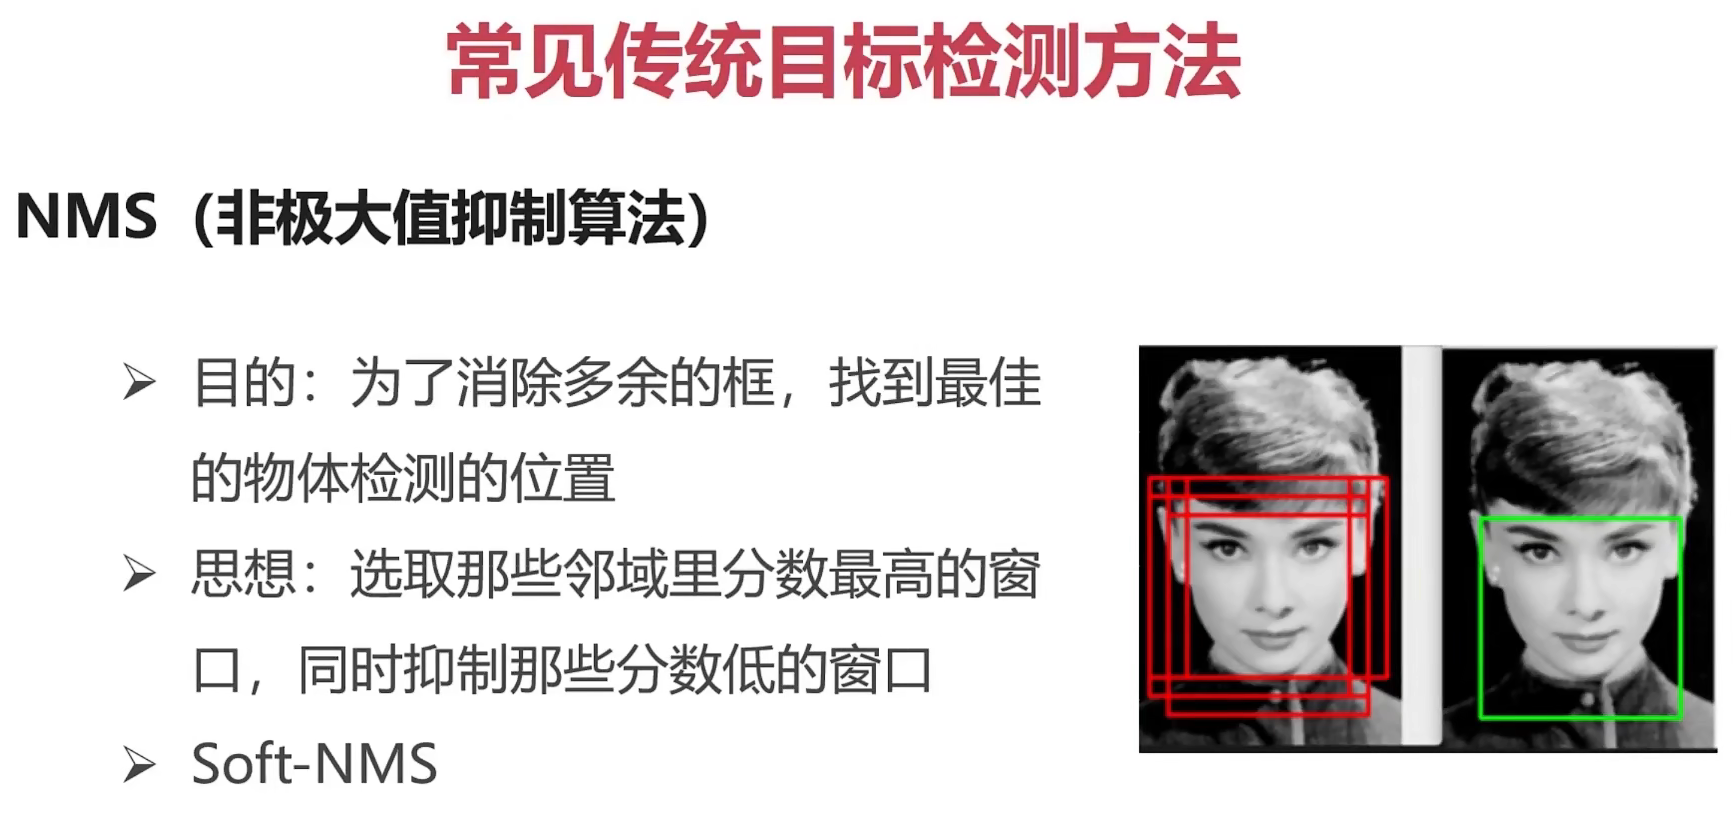 常见传统目标检测方法
NMS（非极大值抑制算法）
➢ 目的：为了消除多余的框，找到最佳
的物体检测的位置
➢ 思想：选取那些邻域里分数最高的窗
口，同时抑制那些分数低的窗口
➢ Soft-NMS